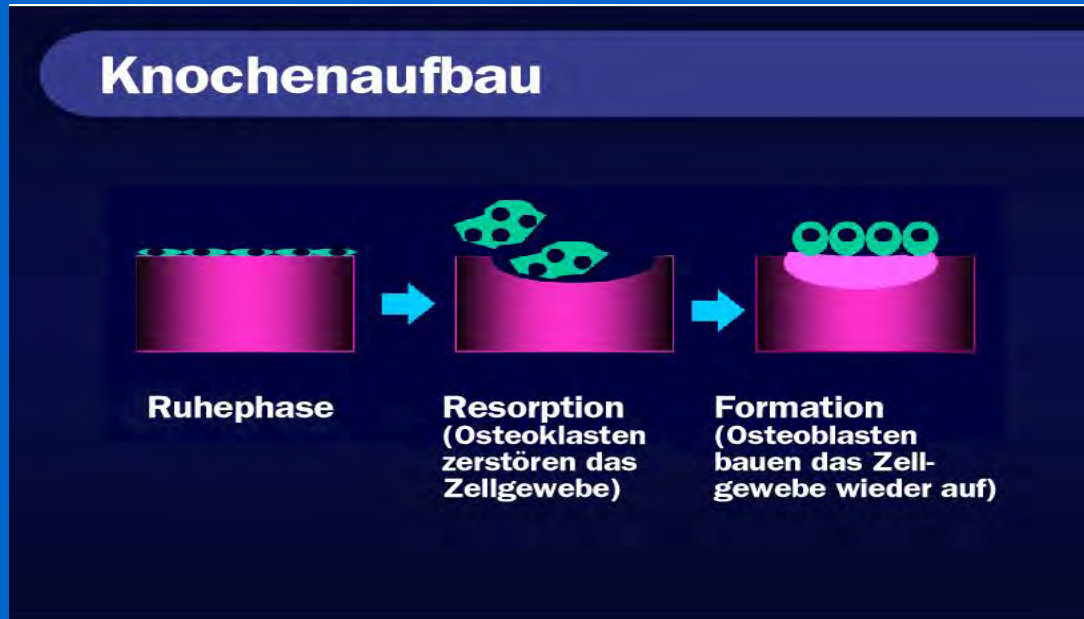 Knochenaufbau
Ruhephase
Resorption
(Osteoklasten
zerstören das
Zellgewebe)
Formation
(Osteoblasten
bauen das Zell-
gewebe wieder auf)